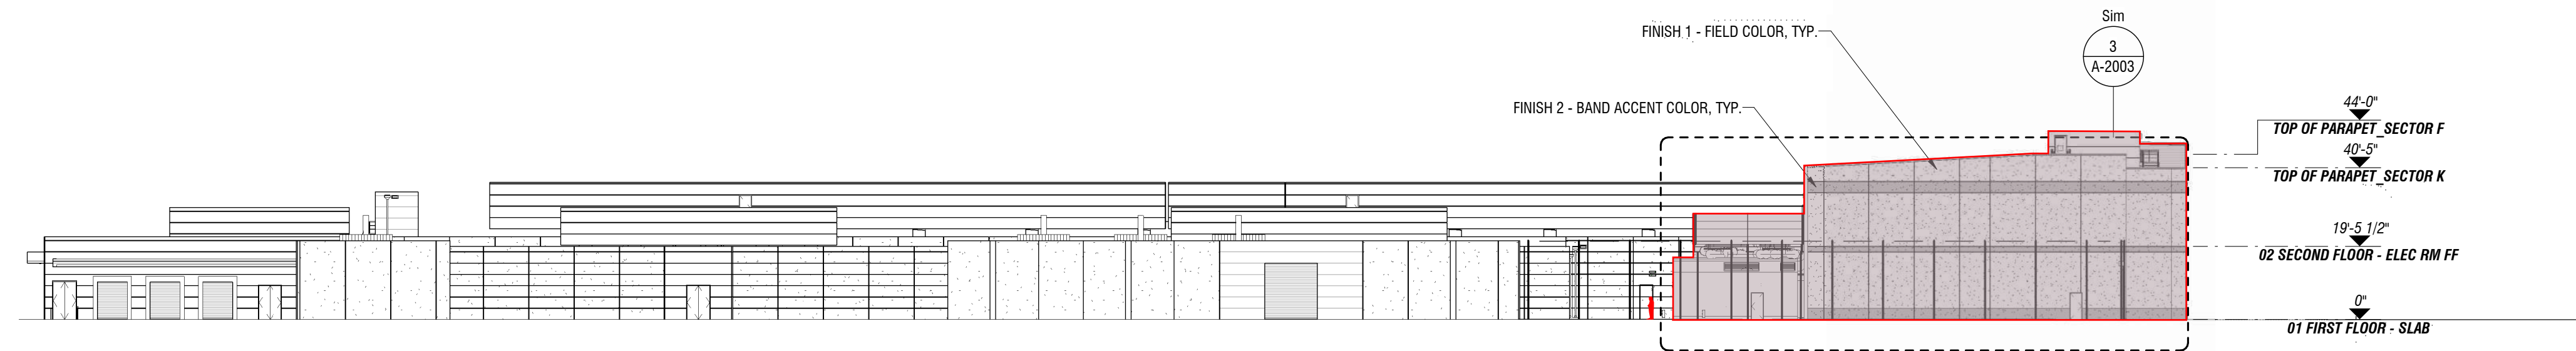 Sim
3
A-2003
FINISH 1 - FIELD COLOR, TYP.
FINISH 2 - BAND ACCENT COLOR, TYP.
44'-0"
TOP OF PARAPET_SECTOR F
40'-5"
TOP OF PARAPET_SECTOR K
19'-5 1/2"
02 SECOND FLOOR - ELEC RM FF
0"
01 FIRST FLOOR - SLAB